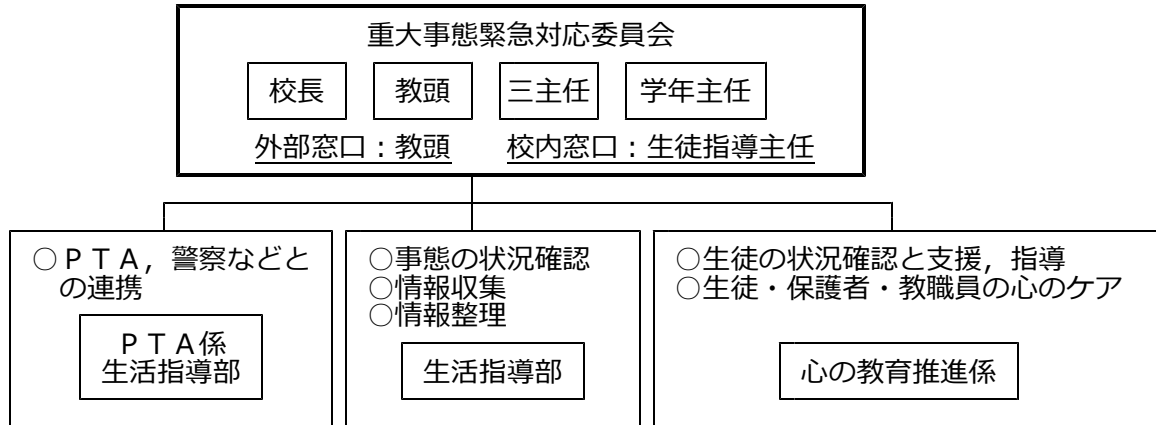 重大事態緊急対応委員会
校長 教頭 三主任 学年主任
外部窓口：教頭 校内窓口：生徒指導主任
○ＰＴＡ，警察などと
の連携
ＰＴＡ係
生活指導部
○事態の状況確認
○情報収集
○情報整理
生活指導部
○生徒の状況確認と支援，指導
○生徒・保護者・教職員の心のケア
心の教育推進係